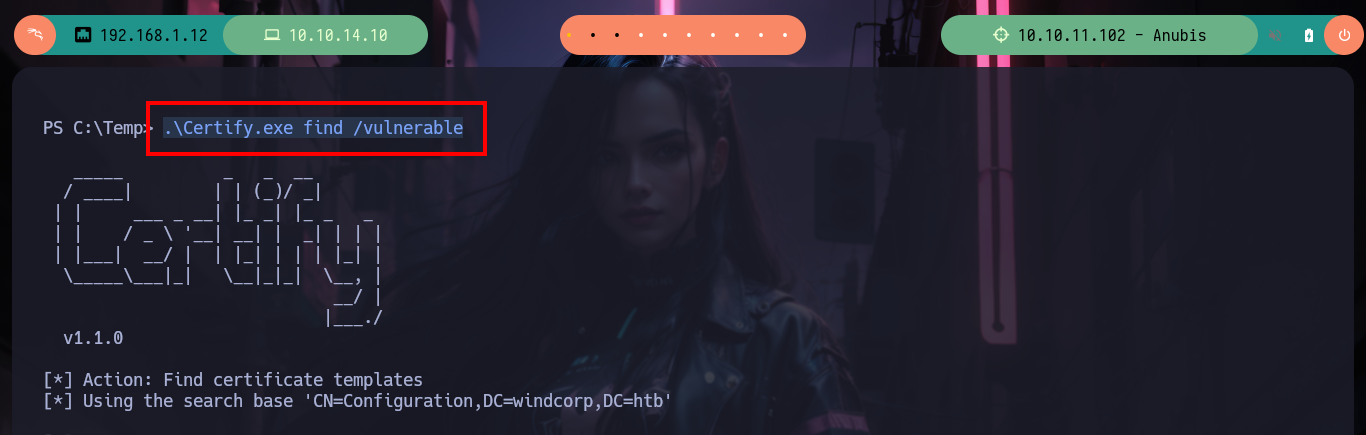 192.168.1.12 10.10.14.10 10.10.11.102 - Anubis
PS C:\Temp> .\Certify.exe find /vulnerable
Certify
v1.1.0
[*] Action: Find certificate templates
[*] Using the search base 'CN=Configuration,DC=windcorp,DC=htb'